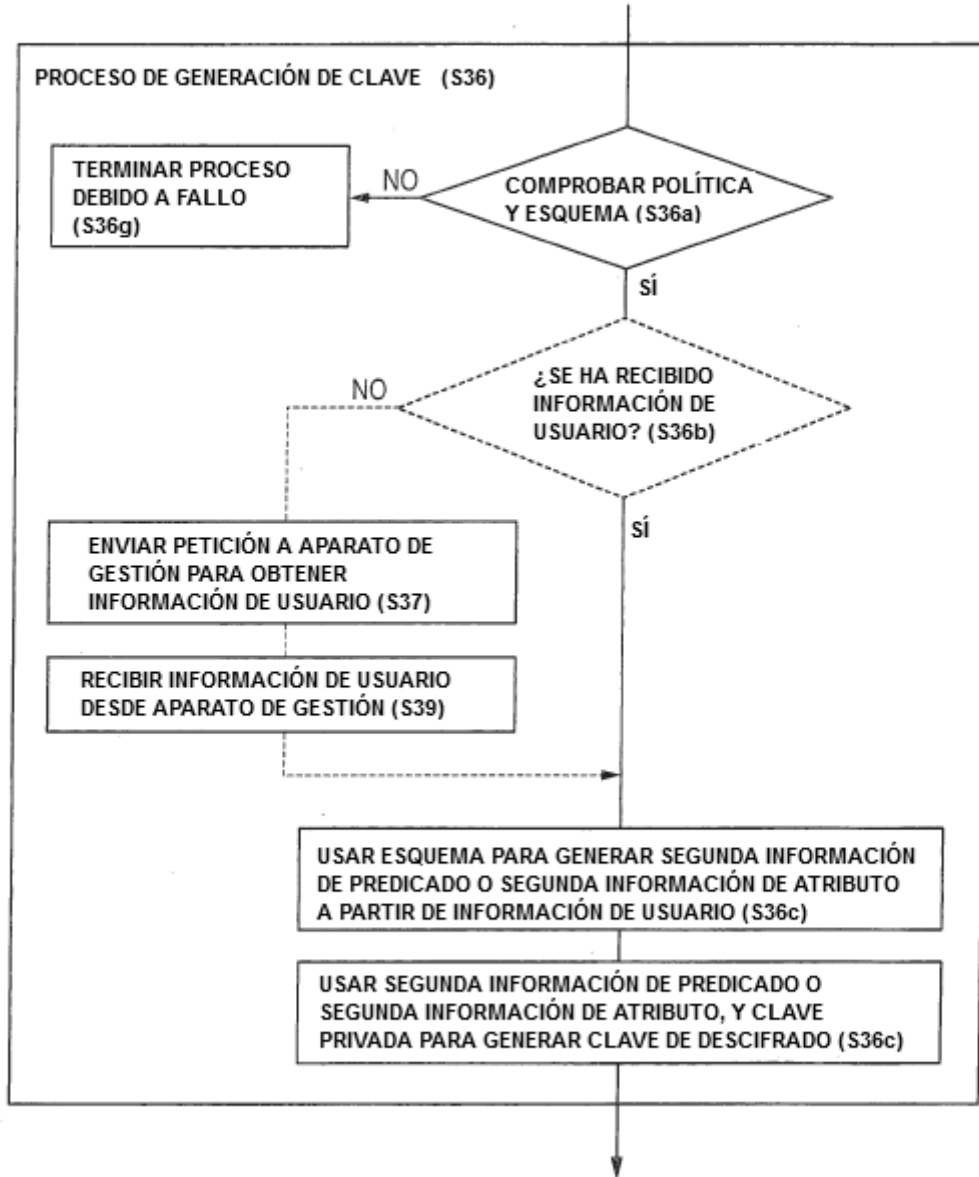 PROCESO DE GENERACIÓN DE CLAVE (S36)
TERMINAR PROCESO
DEBIDO A FALLO
(S36g)
NO
COMPROBAR POLÍTICA
Y ESQUEMA (S36a)
SÍ
NO
¿SE HA RECIBIDO
INFORMACIÓN DE
USUARIO? (S36b)
SÍ
ENVIAR PETICIÓN A APARATO DE
GESTIÓN PARA OBTENER
INFORMACIÓN DE USUARIO (S37)
RECIBIR INFORMACIÓN DE USUARIO
DESDE APARATO DE GESTIÓN (S39)
USAR ESQUEMA PARA GENERAR SEGUNDA INFORMACIÓN
DE PREDICADO O SEGUNDA INFORMACIÓN DE ATRIBUTO
A PARTIR DE INFORMACIÓN DE USUARIO (S36c)
USAR SEGUNDA INFORMACIÓN DE PREDICADO O
SEGUNDA INFORMACIÓN DE ATRIBUTO, Y CLAVE
PRIVADA PARA GENERAR CLAVE DE DESCIFRADO (S36c)